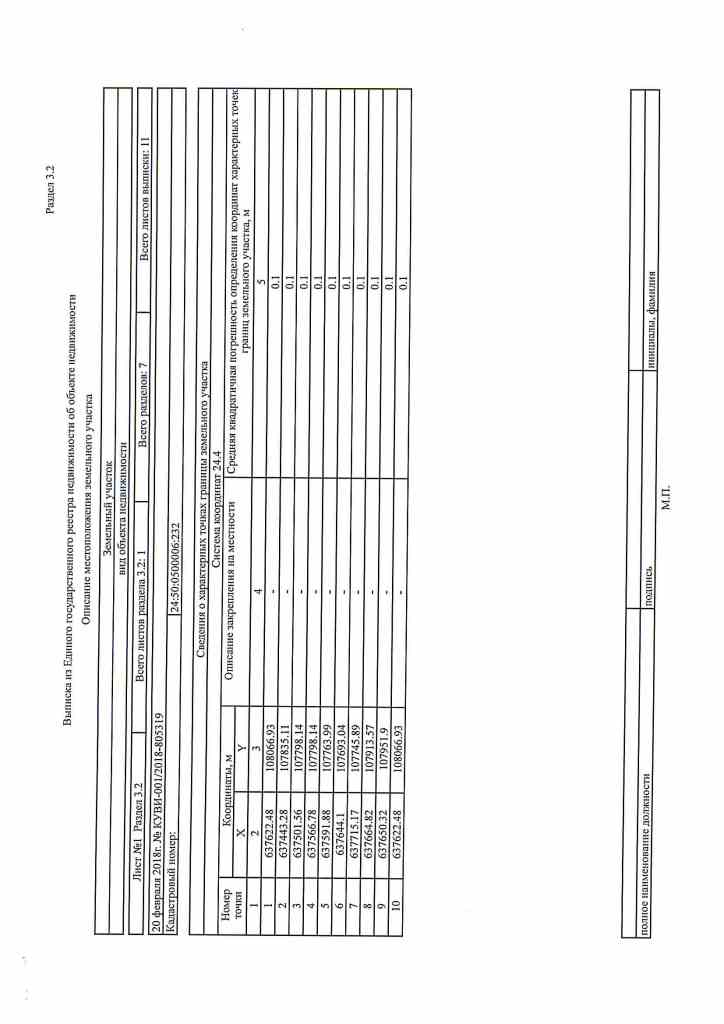 Раздел 3.2
Выписка из Единого государственного реестра недвижимости об объекте недвижимости
Описание местоположения земельного участка
Земельный участок
вид объекта недвижимости
Лист №1 Раздел 3.2 Всего листов раздела 3.2: 1 Всего разделов: 7 Всего листов выписки: 11
20 февраля 2018г. № КУВИ-001/2018-805319
Кадастровый номер: 24:50:0500006:232
Сведения о характерных точках границы земельного участка
Система координат 24.4
Номер точки Координаты, м Описание закрепления на местности Средняя квадратичная погрешность определения координат характерных точек границ земельного участка, м
X Y
1 2 3 4 5
1 637622.48 108066.93 - 0.1
2 637443.28 107835.11 - 0.1
3 637501.56 107798.14 - 0.1
4 637566.78 107798.14 - 0.1
5 637591.88 107763.99 - 0.1
6 637644.1 107693.04 - 0.1
7 637715.17 107745.89 - 0.1
8 637664.82 107913.57 - 0.1
9 637650.32 107951.9 - 0.1
10 637622.48 108066.93 - 0.1
полное наименование должности подпись инициалы, фамилия
М.П.